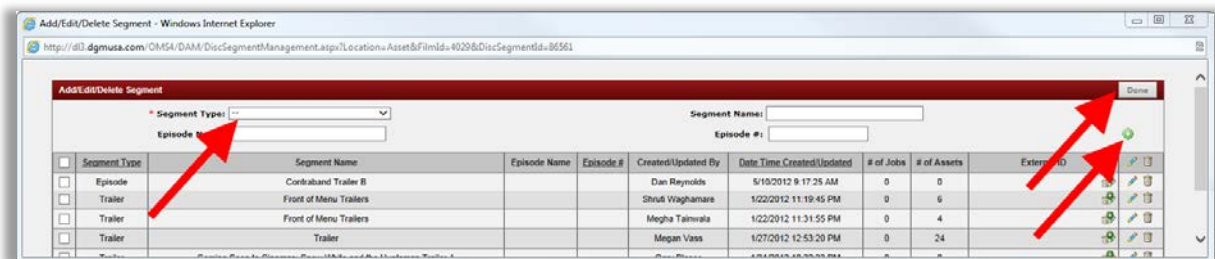 Add/Edit/Delete Segment - Windows Internet Explorer
http://dl3.dgmusa.com/OMS4/DAM/DiscSegmentManagement.aspx?Location=Asset&FilmId=4029&DiscSegmentId=86561
Add/Edit/Delete Segment Done
* Segment Type: -- Segment Name:
Episode Episode #:
Segment Type Segment Name Episode Name Episode # Created/Updated By Date Time Created/Updated # of Jobs # of Assets External ID
Episode Contraband Trailer B Dan Reynolds 5/10/2012 9:17:25 AM 0 0
Trailer Front of Menu Trailers Shruti Waghamare 1/22/2012 11:19:45 PM 0 6
Trailer Front of Menu Trailers Megha Tainwala 1/22/2012 11:31:55 PM 0 4
Trailer Trailer Megan Vass 1/27/2012 12:53:20 PM 0 24